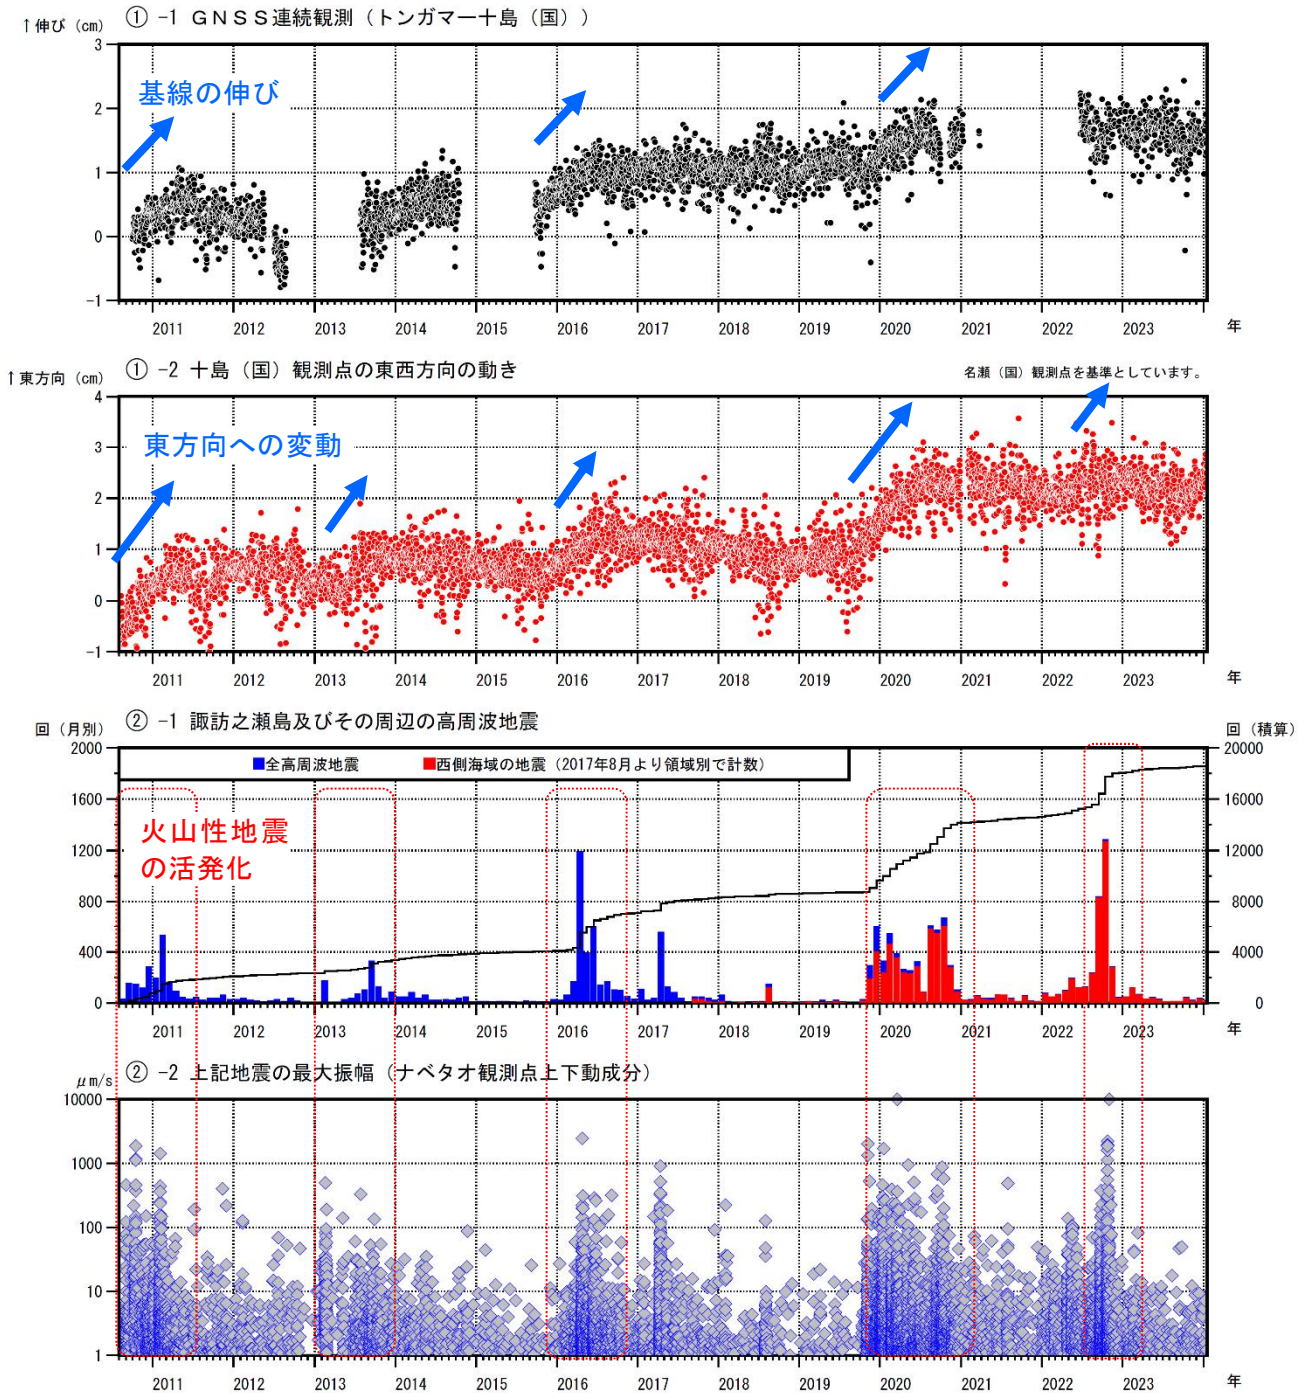 ① -1 GNSS連続観測（トンガマ－十島（国））
↑伸び（cm）
3
2
1
0
-1
基線の伸び
2011 2012 2013 2014 2015 2016 2017 2018 2019 2020 2021 2022 2023 年
① -2 十島（国）観測点の東西方向の動き
↑東方向（cm）
名瀬（国）観測点を基準としています。
4
3
2
1
0
-1
東方向への変動
2011 2012 2013 2014 2015 2016 2017 2018 2019 2020 2021 2022 2023 年
② -1 諏訪之瀬島及びその周辺の高周波地震
回（月別）
回（積算）
2000 20000
1600 16000
1200 12000
800 8000
400 4000
0 0
■全高周波地震 ■西側海域の地震（2017年8月より領域別で計数）
火山性地震
の活発化
2011 2012 2013 2014 2015 2016 2017 2018 2019 2020 2021 2022 2023 年
② -2 上記地震の最大振幅（ナベタオ観測点上下動成分）
μm/s
10000
1000
100
10
1
2011 2012 2013 2014 2015 2016 2017 2018 2019 2020 2021 2022 2023 年